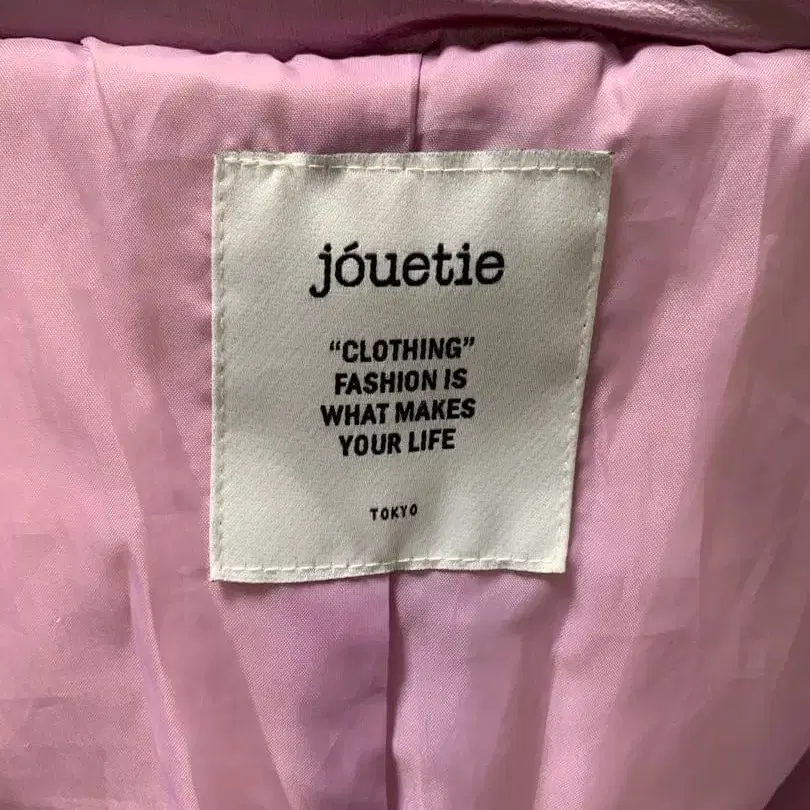 jóuetie
“CLOTHING”
FASHION IS
WHAT MAKES
YOUR LIFE
TOKYO